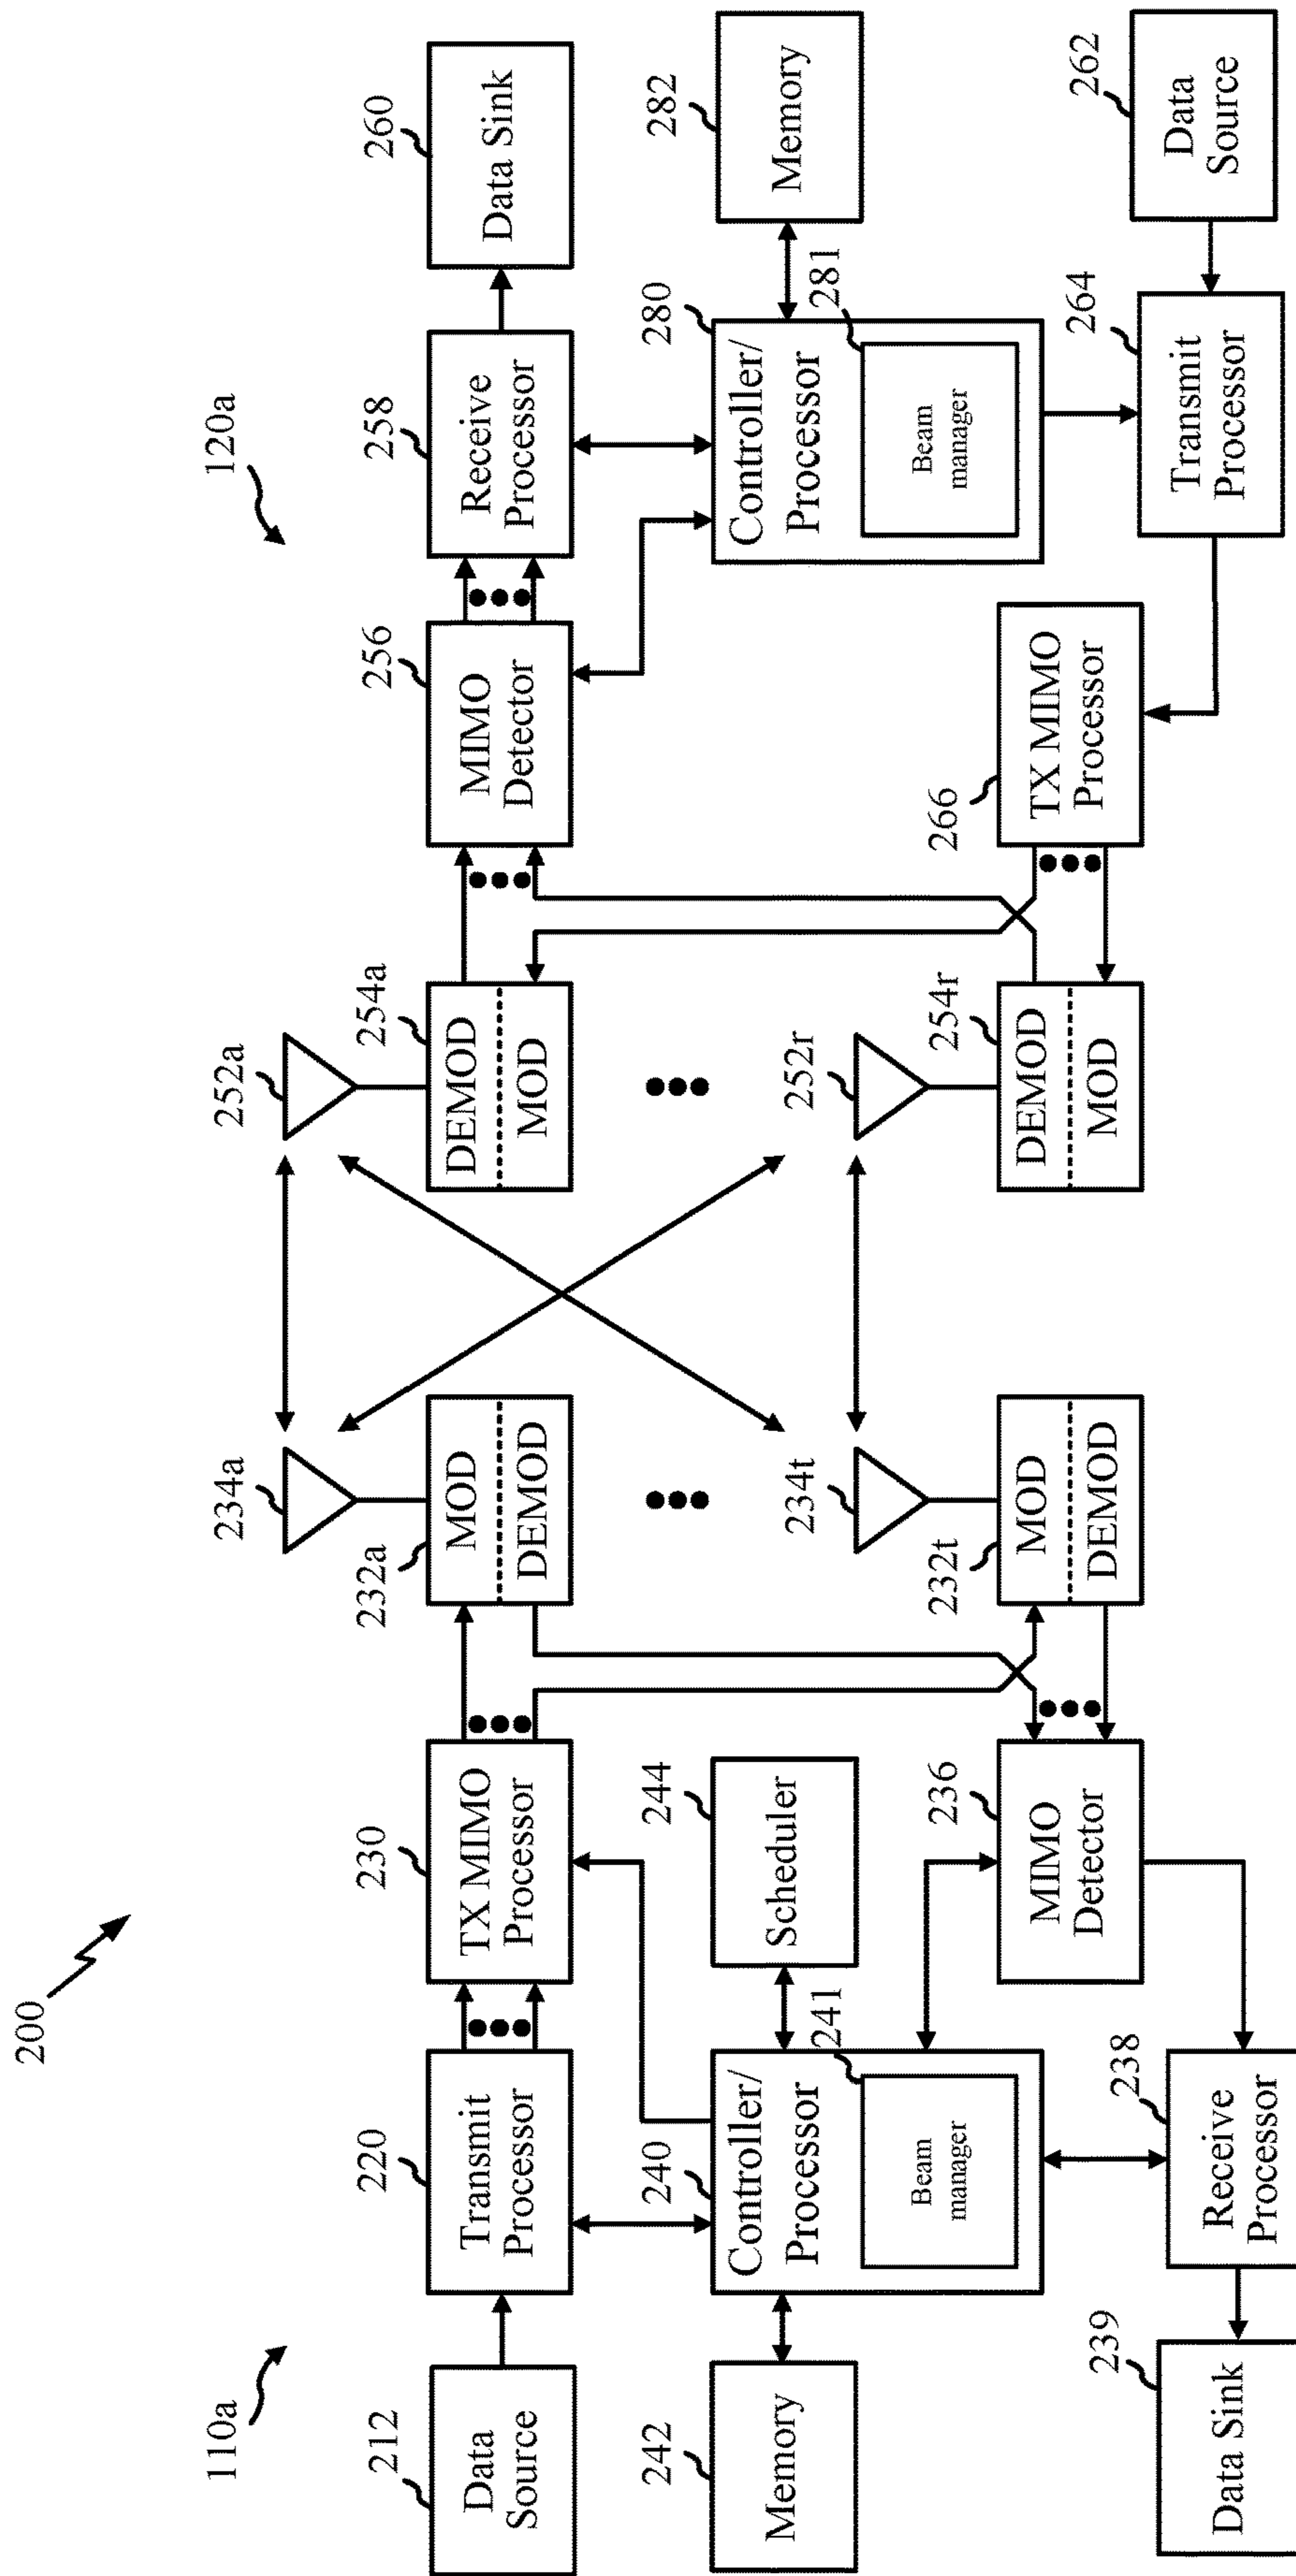 200
110a
120a
234a
252a
212
Data
Source
220
Transmit
Processor
230
TX MIMO
Processor
232a
MOD
DEMOD
254a
DEMOD
MOD
256
MIMO
Detector
258
Receive
Processor
260
Data Sink
242
Memory
240
Controller/
Processor
241
Beam
manager
244
Scheduler
234t
252r
280
Controller/
Processor
281
Beam
manager
282
Memory
239
Data Sink
238
Receive
Processor
236
MIMO
Detector
232t
MOD
DEMOD
254r
DEMOD
MOD
266
TX MIMO
Processor
264
Transmit
Processor
262
Data
Source